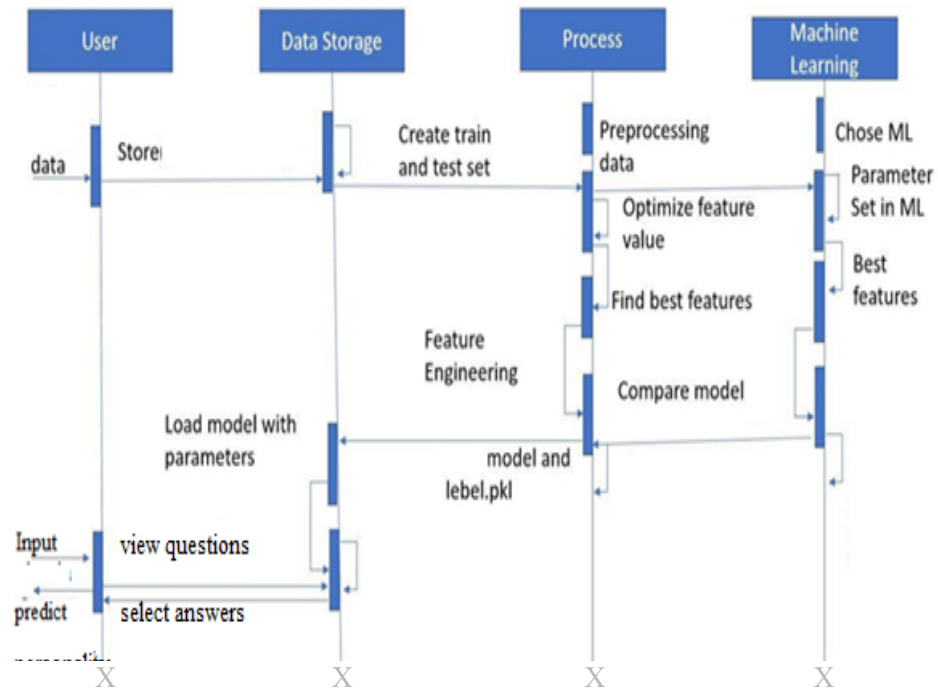 User
Data Storage
Process
Machine
Learning
data
Store
Create train
and test set
Preprocessing
data
Chose ML
Parameter
Set in ML
Optimize feature
value
Best
features
Find best features
Feature
Engineering
Compare model
Load model with
parameters
model and
lebel.pkl
Input
view questions
predict
select answers
X X X X